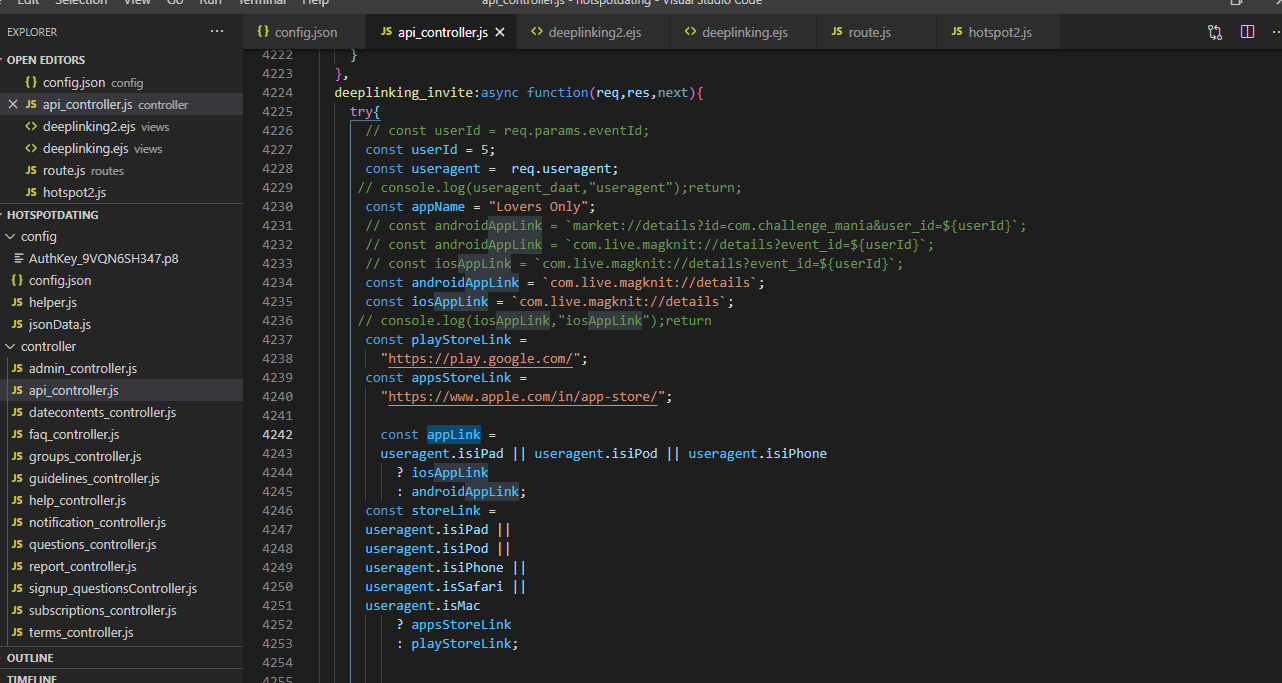 Edit Selection View Go Run Terminal Help
api_controller.js - hotspotdating - Visual Studio Code
EXPLORER
{} config.json
JS api_controller.js
<> deeplinking2.ejs
<> deeplinking.ejs
JS route.js
JS hotspot2.js
OPEN EDITORS
{} config.json config
JS api_controller.js controller
<> deeplinking2.ejs views
<> deeplinking.ejs views
JS route.js routes
JS hotspot2.js
HOTSPOTDATING
config
AuthKey_9VQN6SH347.p8
{} config.json
JS helper.js
JS jsonData.js
controller
JS admin_controller.js
JS api_controller.js
JS datecontents_controller.js
JS faq_controller.js
JS groups_controller.js
JS guidelines_controller.js
JS help_controller.js
JS notification_controller.js
JS questions_controller.js
JS report_controller.js
JS signup_questionsController.js
JS subscriptions_controller.js
JS terms_controller.js
OUTLINE
TIMELINE
4222 }
4223 },
4224 deeplinking_invite:async function(req,res,next){
4225 try{
4226 // const userId = req.params.eventId;
4227 const userId = 5;
4228 const useragent =  req.useragent;
4229 // console.log(useragent_daat,"useragent");return;
4230 const appName = "Lovers Only";
4231 // const androidAppLink = `market://details?id=com.challenge_mania&user_id=${userId}`;
4232 // const androidAppLink = `com.live.magknit://details?event_id=${userId}`;
4233 // const iosAppLink = `com.live.magknit://details?event_id=${userId}`;
4234 const androidAppLink = `com.live.magknit://details`;
4235 const iosAppLink = `com.live.magknit://details`;
4236 // console.log(iosAppLink,"iosAppLink");return
4237 const playStoreLink =
4238 "https://play.google.com/";
4239 const appsStoreLink =
4240 "https://www.apple.com/in/app-store/";
4241
4242 const appLink =
4243 useragent.isiPad || useragent.isiPod || useragent.isiPhone
4244 ? iosAppLink
4245 : androidAppLink;
4246 const storeLink =
4247 useragent.isiPad ||
4248 useragent.isiPod ||
4249 useragent.isiPhone ||
4250 useragent.isSafari ||
4251 useragent.isMac
4252 ? appsStoreLink
4253 : playStoreLink;
4254
4255